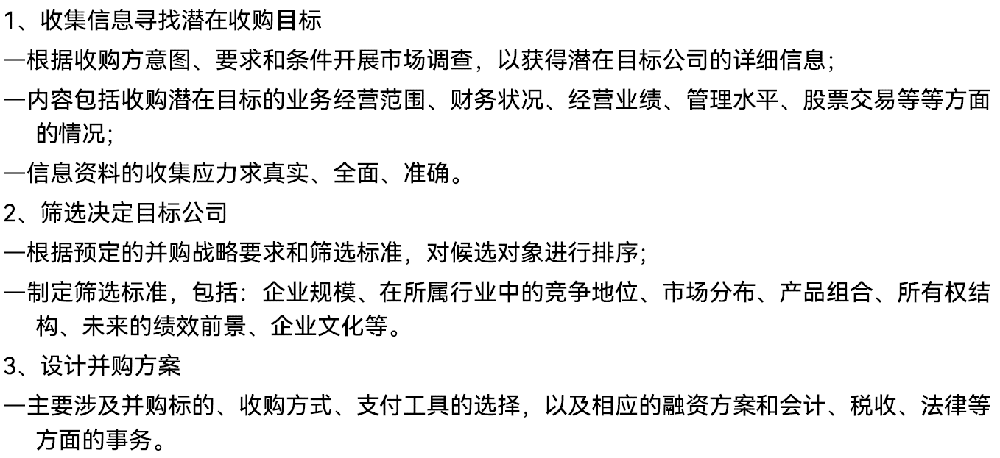 1、收集信息寻找潜在收购目标
—根据收购方意图、要求和条件开展市场调查，以获得潜在目标公司的详细信息；
—内容包括收购潜在目标的业务经营范围、财务状况、经营业绩、管理水平、股票交易等等方面
的情况；
—信息资料的收集应力求真实、全面、准确。
2、筛选决定目标公司
—根据预定的并购战略要求和筛选标准，对候选对象进行排序；
—制定筛选标准，包括：企业规模、在所属行业中的竞争地位、市场分布、产品组合、所有权结
构、未来的绩效前景、企业文化等。
3、设计并购方案
—主要涉及并购标的、收购方式、支付工具的选择，以及相应的融资方案和会计、税收、法律等
方面的事务。